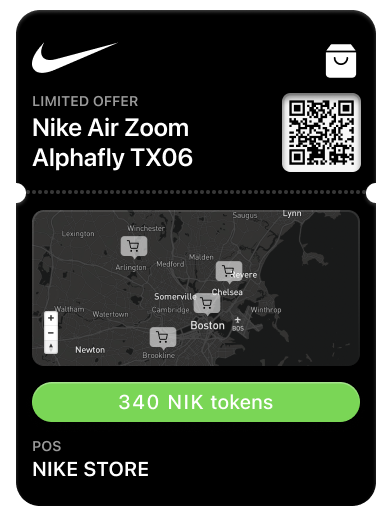 LIMITED OFFER
Nike Air Zoom
Alphafly TX06
Saugus
Lynn
Winchester
Lexington
Arlington
Medford
Malden
Revere
Chelsea
Somerville
Waltham
Watertown
Cambridge
Winthrop
Boston
BOS
Newton
Brookline
340 NIK tokens
POS
NIKE STORE